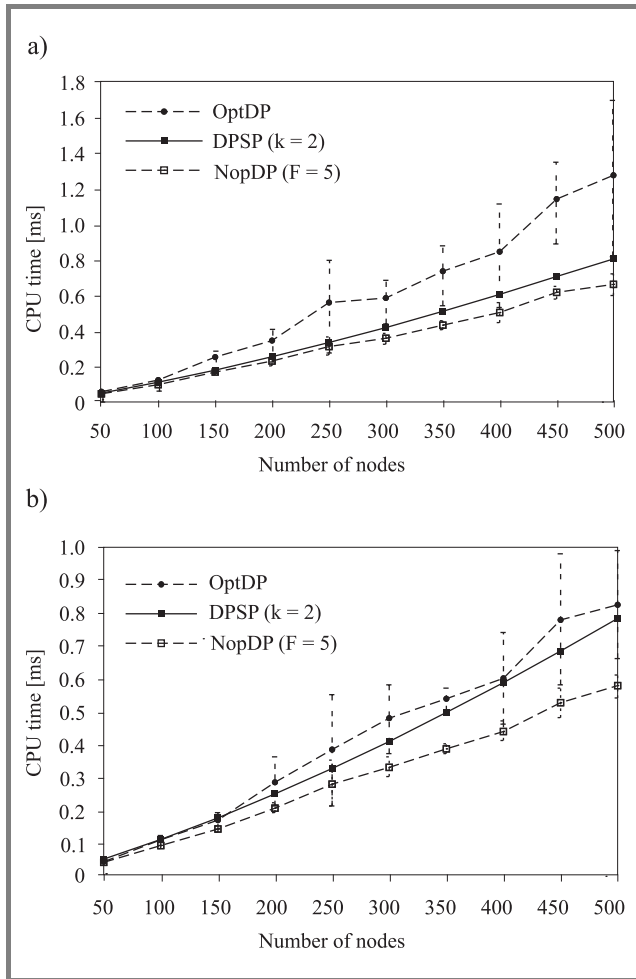 a)
1.8
1.6
1.4
1.2
1.0
0.8
0.6
0.4
0.2
0
CPU time [ms]
OptDP
DPSP (k = 2)
NopDP (F = 5)
50 100 150 200 250 300 350 400 450 500
Number of nodes
b)
1.0
0.9
0.8
0.7
0.6
0.5
0.4
0.3
0.2
0.1
0
CPU time [ms]
OptDP
DPSP (k = 2)
NopDP (F = 5)
50 100 150 200 250 300 350 400 450 500
Number of nodes